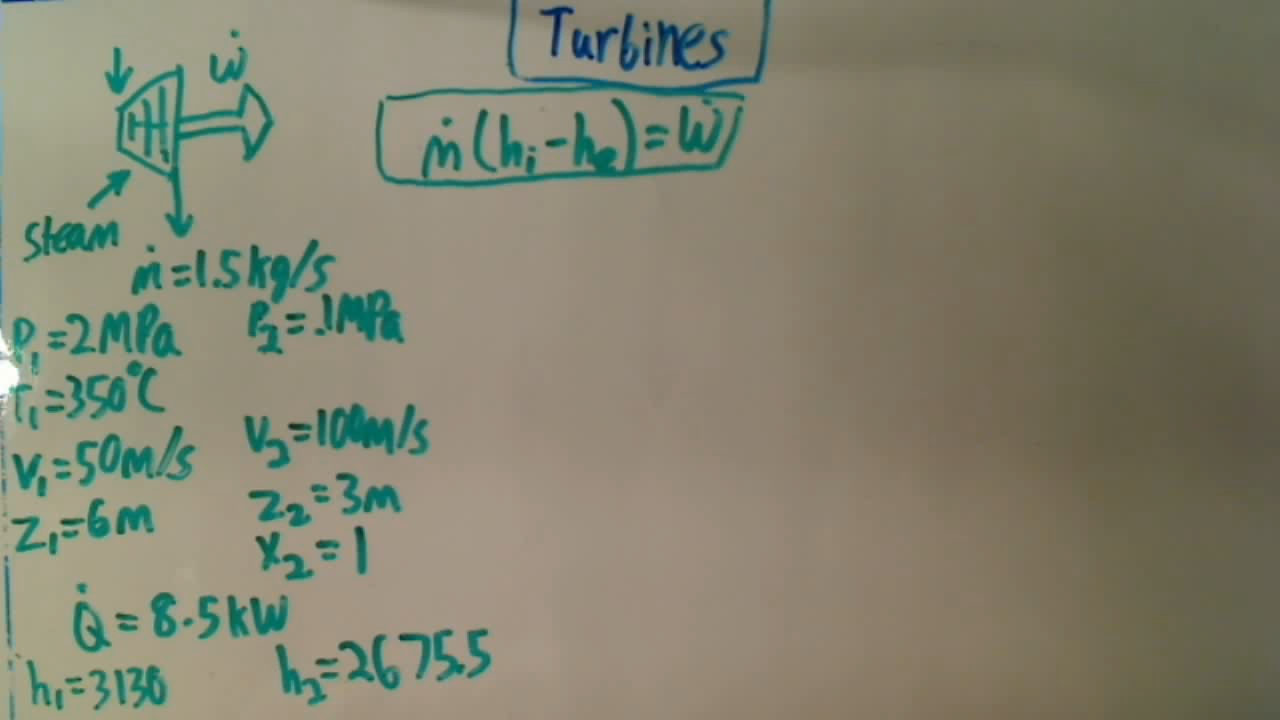 Turbines
Ẇ
ṁ(hᵢ-hₑ)=Ẇ
steam
ṁ=1.5kg/s
P₁=2MPa P₂=.1MPa
T₁=350°C
V₁=50m/s V₂=100m/s
Z₁=6m Z₂=3m
X₂=1
Q̇=8.5kW
h₁=3130 h₂=2675.5